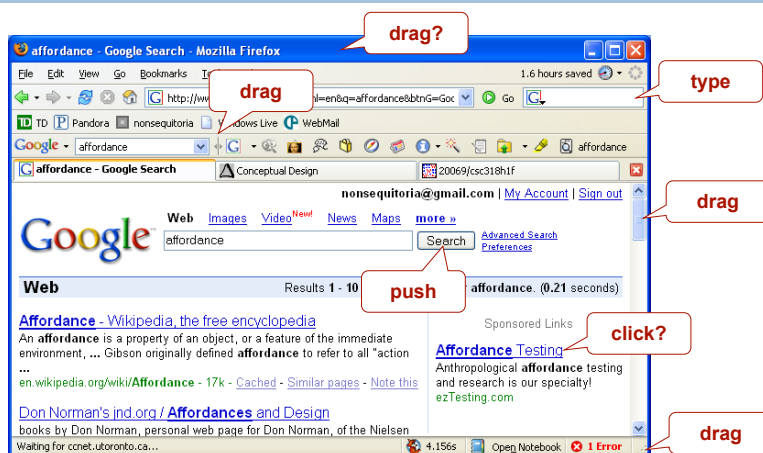 drag?
affordance - Google Search - Mozilla Firefox
File Edit View Go Bookmarks 1.6 hours saved
type
drag
http://ww l=en&q=affordance&btnG=Goo Go G
TD Pandora nonsequitoria Windows Live WebMail
Google affordance affordance
affordance - Google Search Conceptual Design 20069/csc318h1f
nonsequitoria@gmail.com | My Account | Sign out
drag
Web Images Video New! News Maps more »
Google affordance Search Advanced Search
Preferences
push
Web Results 1 - 10 affordance. (0.21 seconds)
Affordance - Wikipedia, the free encyclopedia
An affordance is a property of an object, or a feature of the immediate
environment, ... Gibson originally defined affordance to refer to all "action
...
en.wikipedia.org/wiki/Affordance - 17k - Cached - Similar pages - Note this
Don Norman's jnd.org / Affordances and Design
books by Don Norman, personal web page for Don Norman, of the Nielsen
Sponsored Links
click?
Affordance Testing
Anthropological affordance testing
and research is our specialty!
ezTesting.com
drag
Waiting for ccnet.utoronto.ca... 4.156s Open Notebook 1 Error